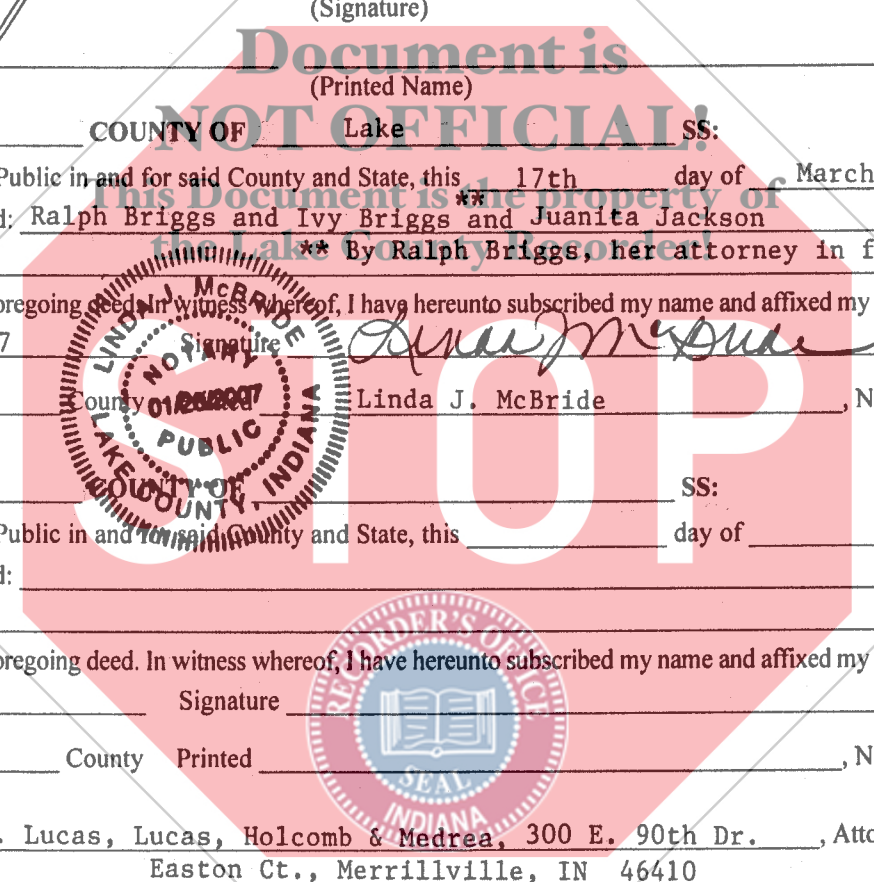 (Signature)
Document is
(Printed Name)
NOT OFFICIAL!
COUNTY OF Lake SS:
Public in and for said County and State, this 17th day of March
This Document is the property of
**
d: Ralph Briggs and Ivy Briggs and Juanita Jackson
the Lake County Recorder!
** By Ralph Briggs, her attorney in f
oregoing deed. In witness whereof, I have hereunto subscribed my name and affixed my
7 Signature Linda J McBride
LINDA J. McBRIDE
NOTARY
PUBLIC
LAKE COUNTY, INDIANA
County Linda J. McBride , N
STOP
COUNTY OF SS:
Public in and for said County and State, this day of
d:
oregoing deed. In witness whereof, I have hereunto subscribed my name and affixed my
Signature
County Printed , N
RECORDER'S OFFICE
SEAL
INDIANA
. Lucas, Lucas, Holcomb & Medrea, 300 E. 90th Dr. , Atto
Easton Ct., Merrillville, IN 46410